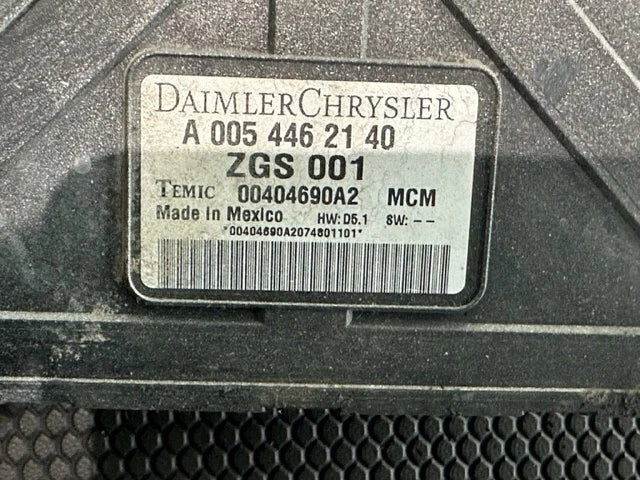 DAIMLERCHRYSLER
A 005 446 21 40
ZGS 001
TEMIC 00404690A2 MCM
Made in Mexico HW: D5.1 SW: --
*00404690A2074801101*